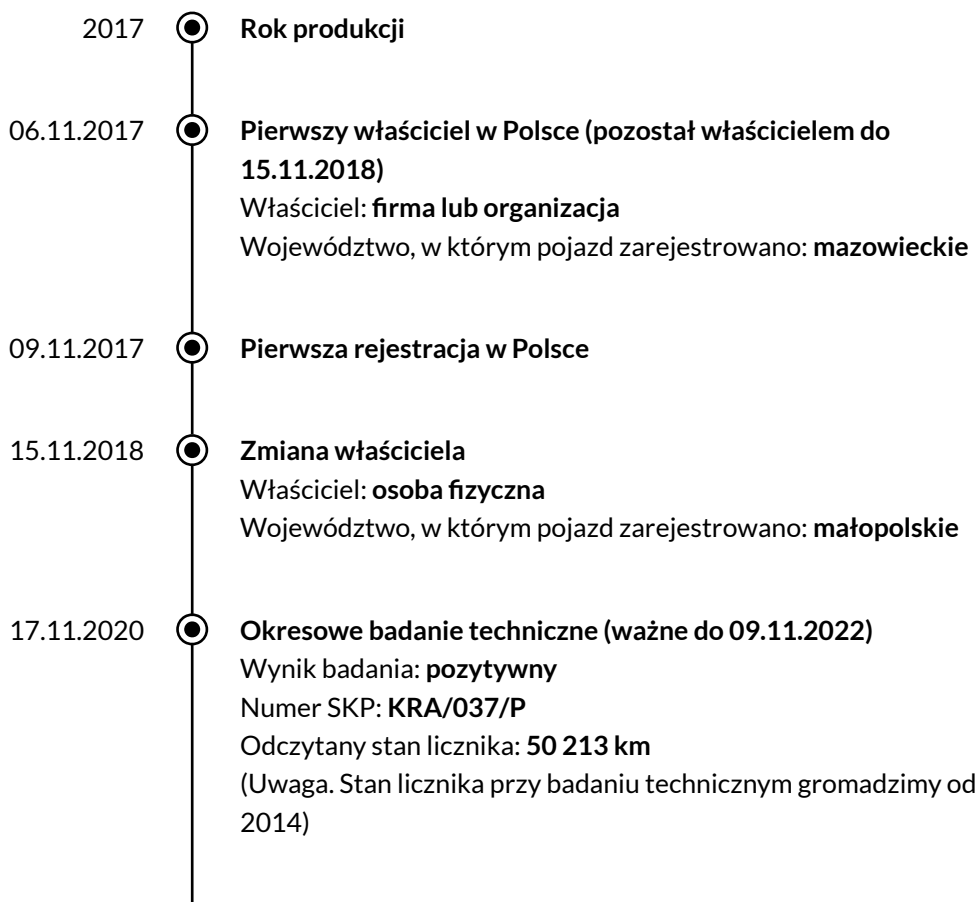 2017 Rok produkcji
06.11.2017 Pierwszy właściciel w Polsce (pozostał właścicielem do
15.11.2018)
Właściciel: firma lub organizacja
Województwo, w którym pojazd zarejestrowano: mazowieckie
09.11.2017 Pierwsza rejestracja w Polsce
15.11.2018 Zmiana właściciela
Właściciel: osoba fizyczna
Województwo, w którym pojazd zarejestrowano: małopolskie
17.11.2020 Okresowe badanie techniczne (ważne do 09.11.2022)
Wynik badania: pozytywny
Numer SKP: KRA/037/P
Odczytany stan licznika: 50 213 km
(Uwaga. Stan licznika przy badaniu technicznym gromadzimy od
2014)